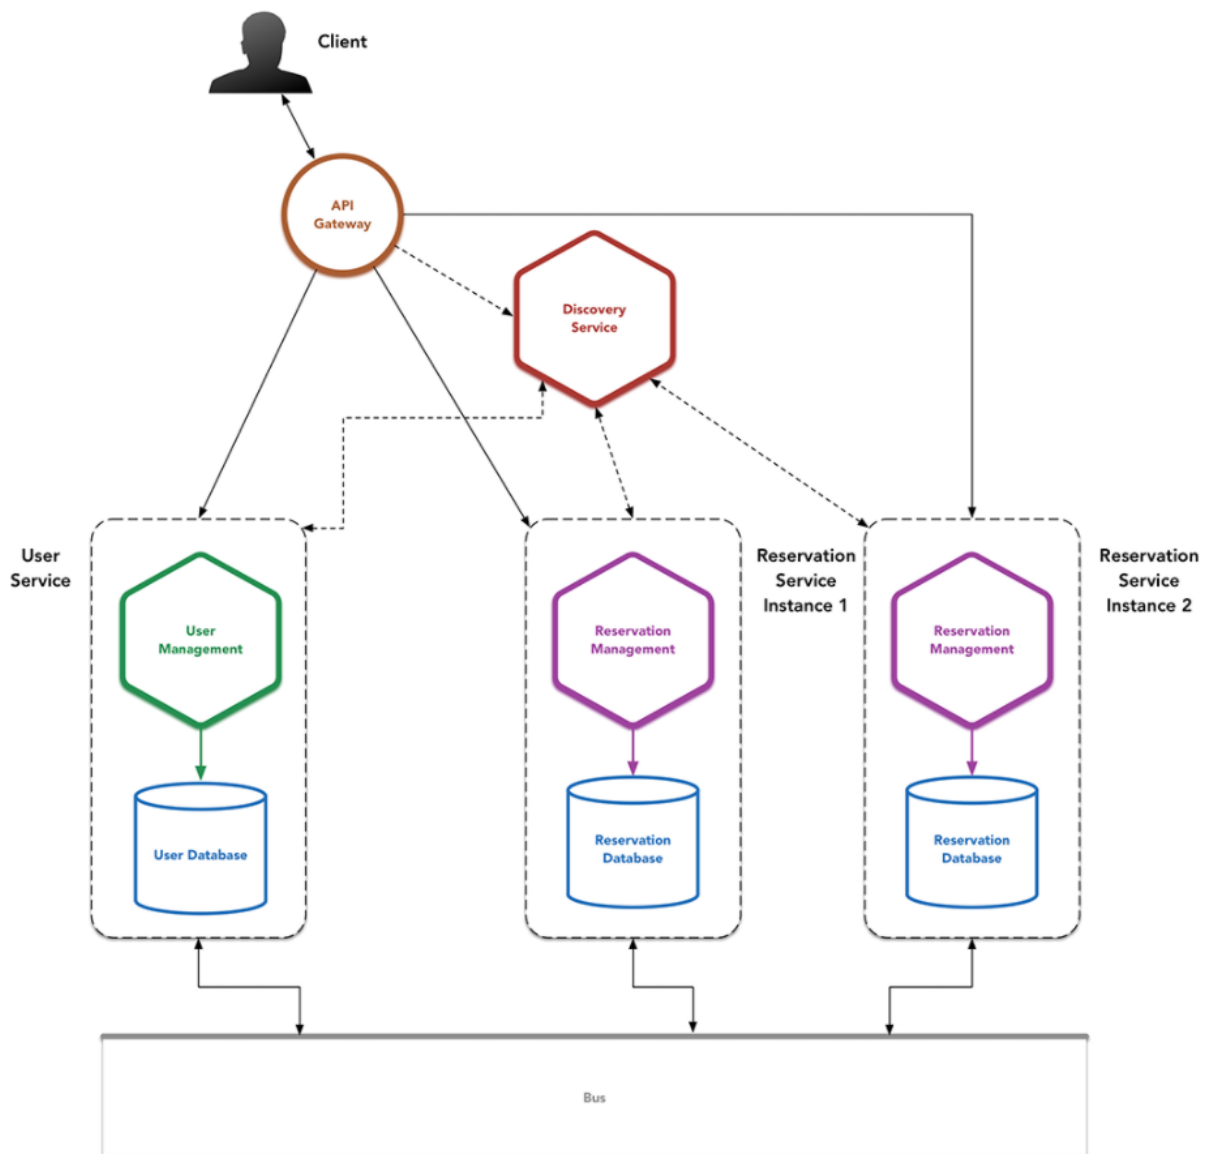 Client
API
Gateway
Discovery
Service
User
Service
Reservation
Service
Instance 1
Reservation
Service
Instance 2
User
Management
Reservation
Management
Reservation
Management
User Database
Reservation
Database
Reservation
Database
Bus